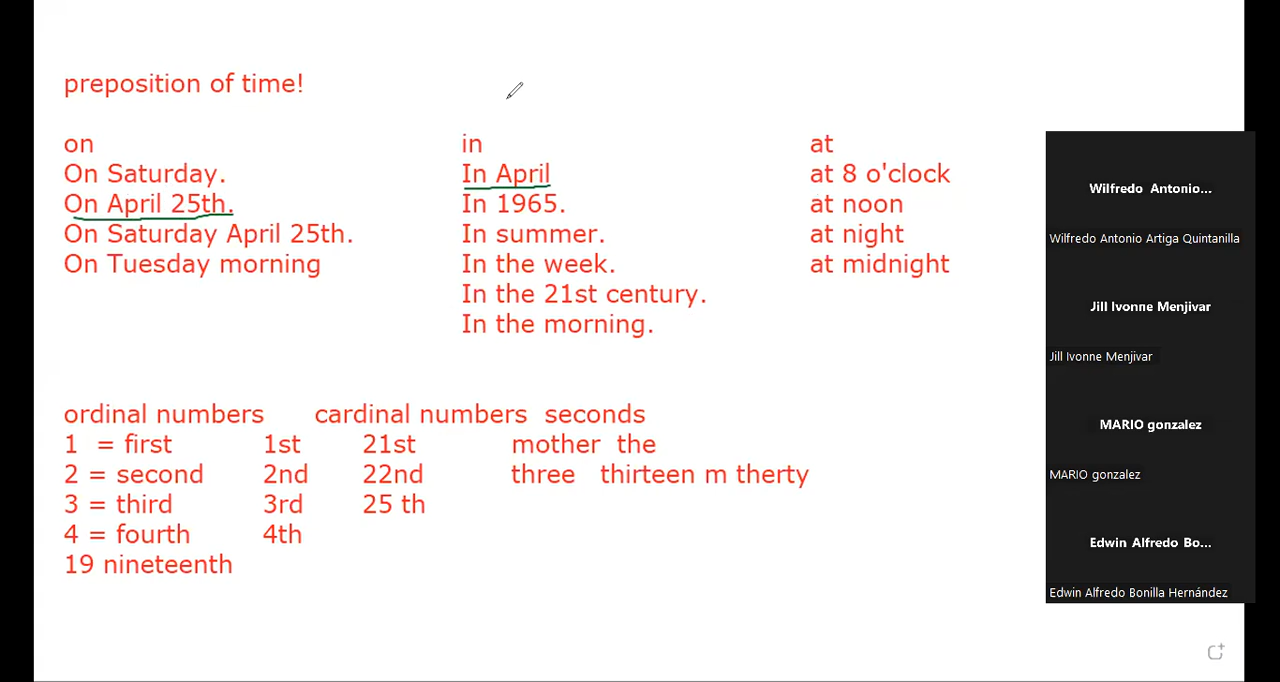 preposition of time!
on in at
On Saturday. In April at 8 o'clock
On April 25th. In 1965. at noon
On Saturday April 25th. In summer. at night
On Tuesday morning In the week. at midnight
In the 21st century.
In the morning.
ordinal numbers cardinal numbers seconds
1 = first 1st 21st mother the
2 = second 2nd 22nd three thirteen m therty
3 = third 3rd 25 th
4 = fourth 4th
19 nineteenth
Wilfredo Antonio...
Wilfredo Antonio Artiga Quintanilla
Jill Ivonne Menjivar
Jill Ivonne Menjivar
MARIO gonzalez
MARIO gonzalez
Edwin Alfredo Bo...
Edwin Alfredo Bonilla Hernández